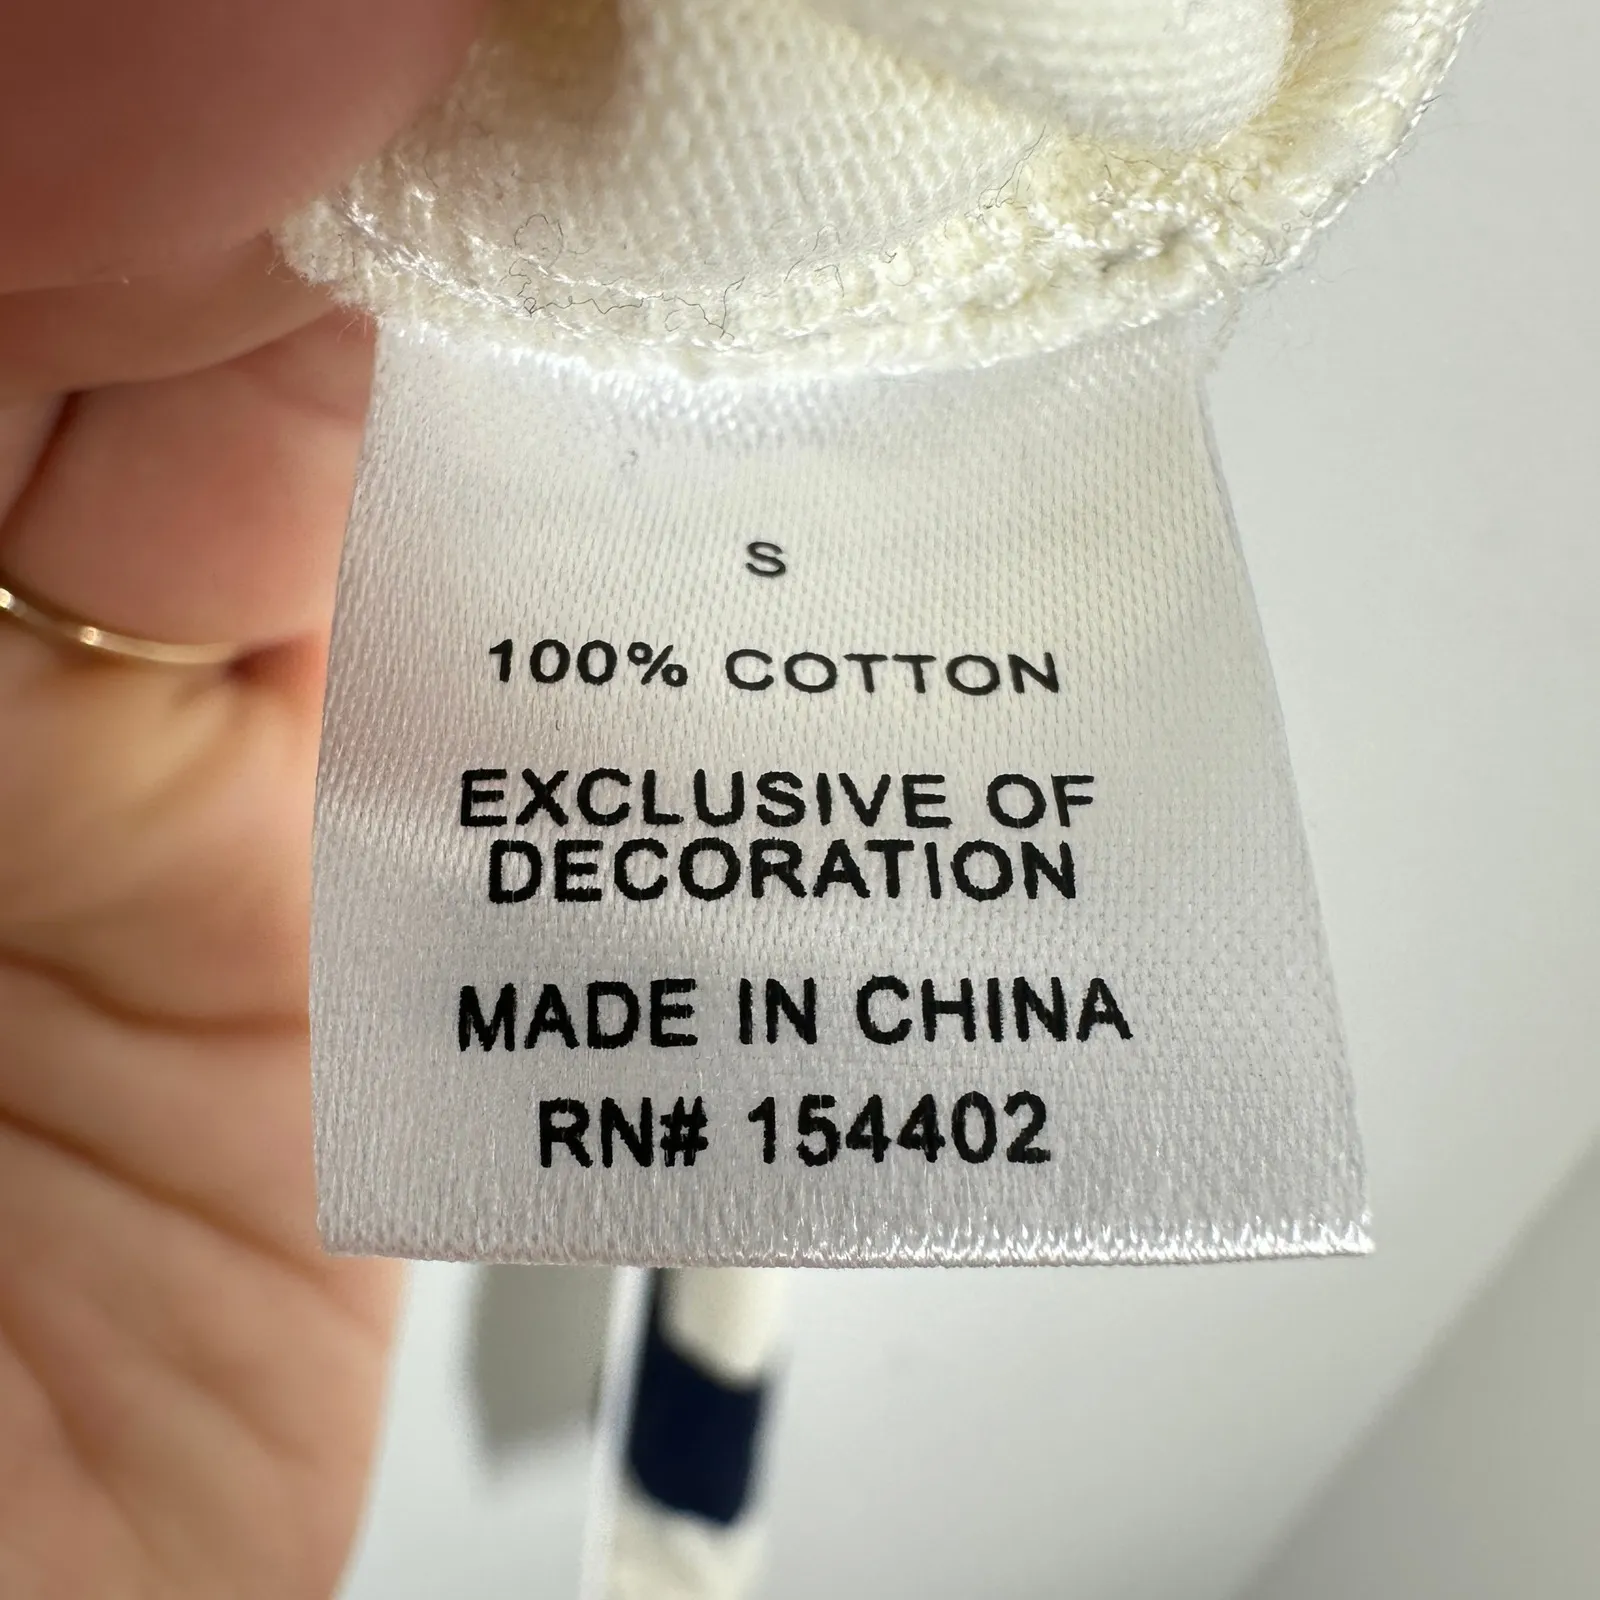 S
100% COTTON
EXCLUSIVE OF
DECORATION
MADE IN CHINA
RN# 154402